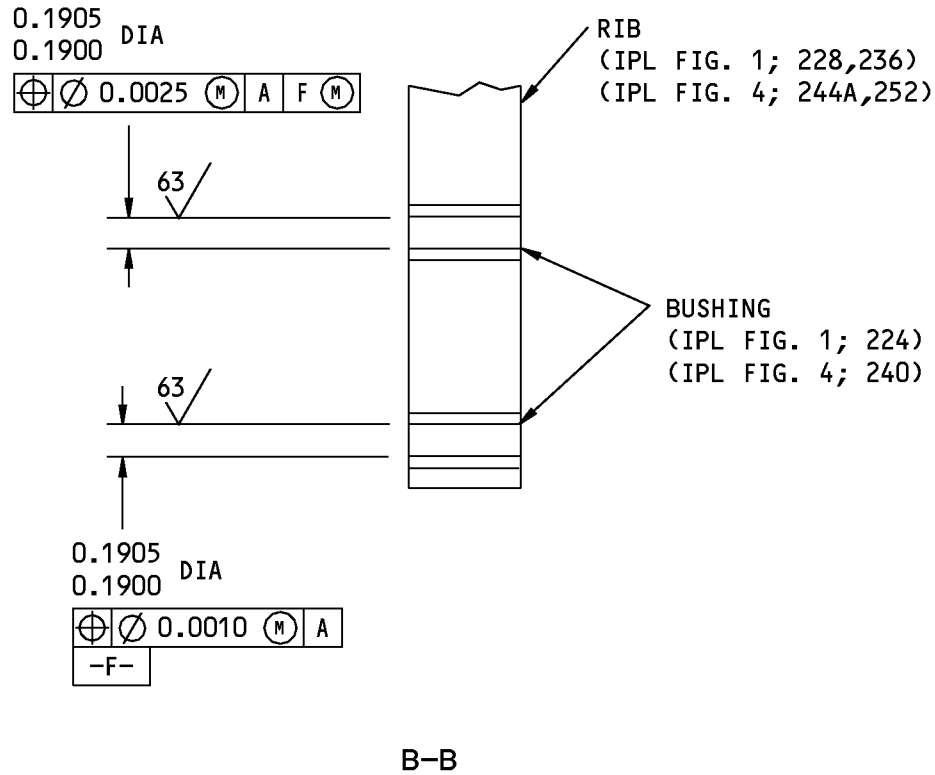 0.1905
0.1900 DIA
⌖ ⌀ 0.0025 Ⓜ A F Ⓜ
RIB
(IPL FIG. 1; 228,236)
(IPL FIG. 4; 244A,252)
63
BUSHING
(IPL FIG. 1; 224)
(IPL FIG. 4; 240)
63
0.1905
0.1900 DIA
⌖ ⌀ 0.0010 Ⓜ A
-F-
B-B